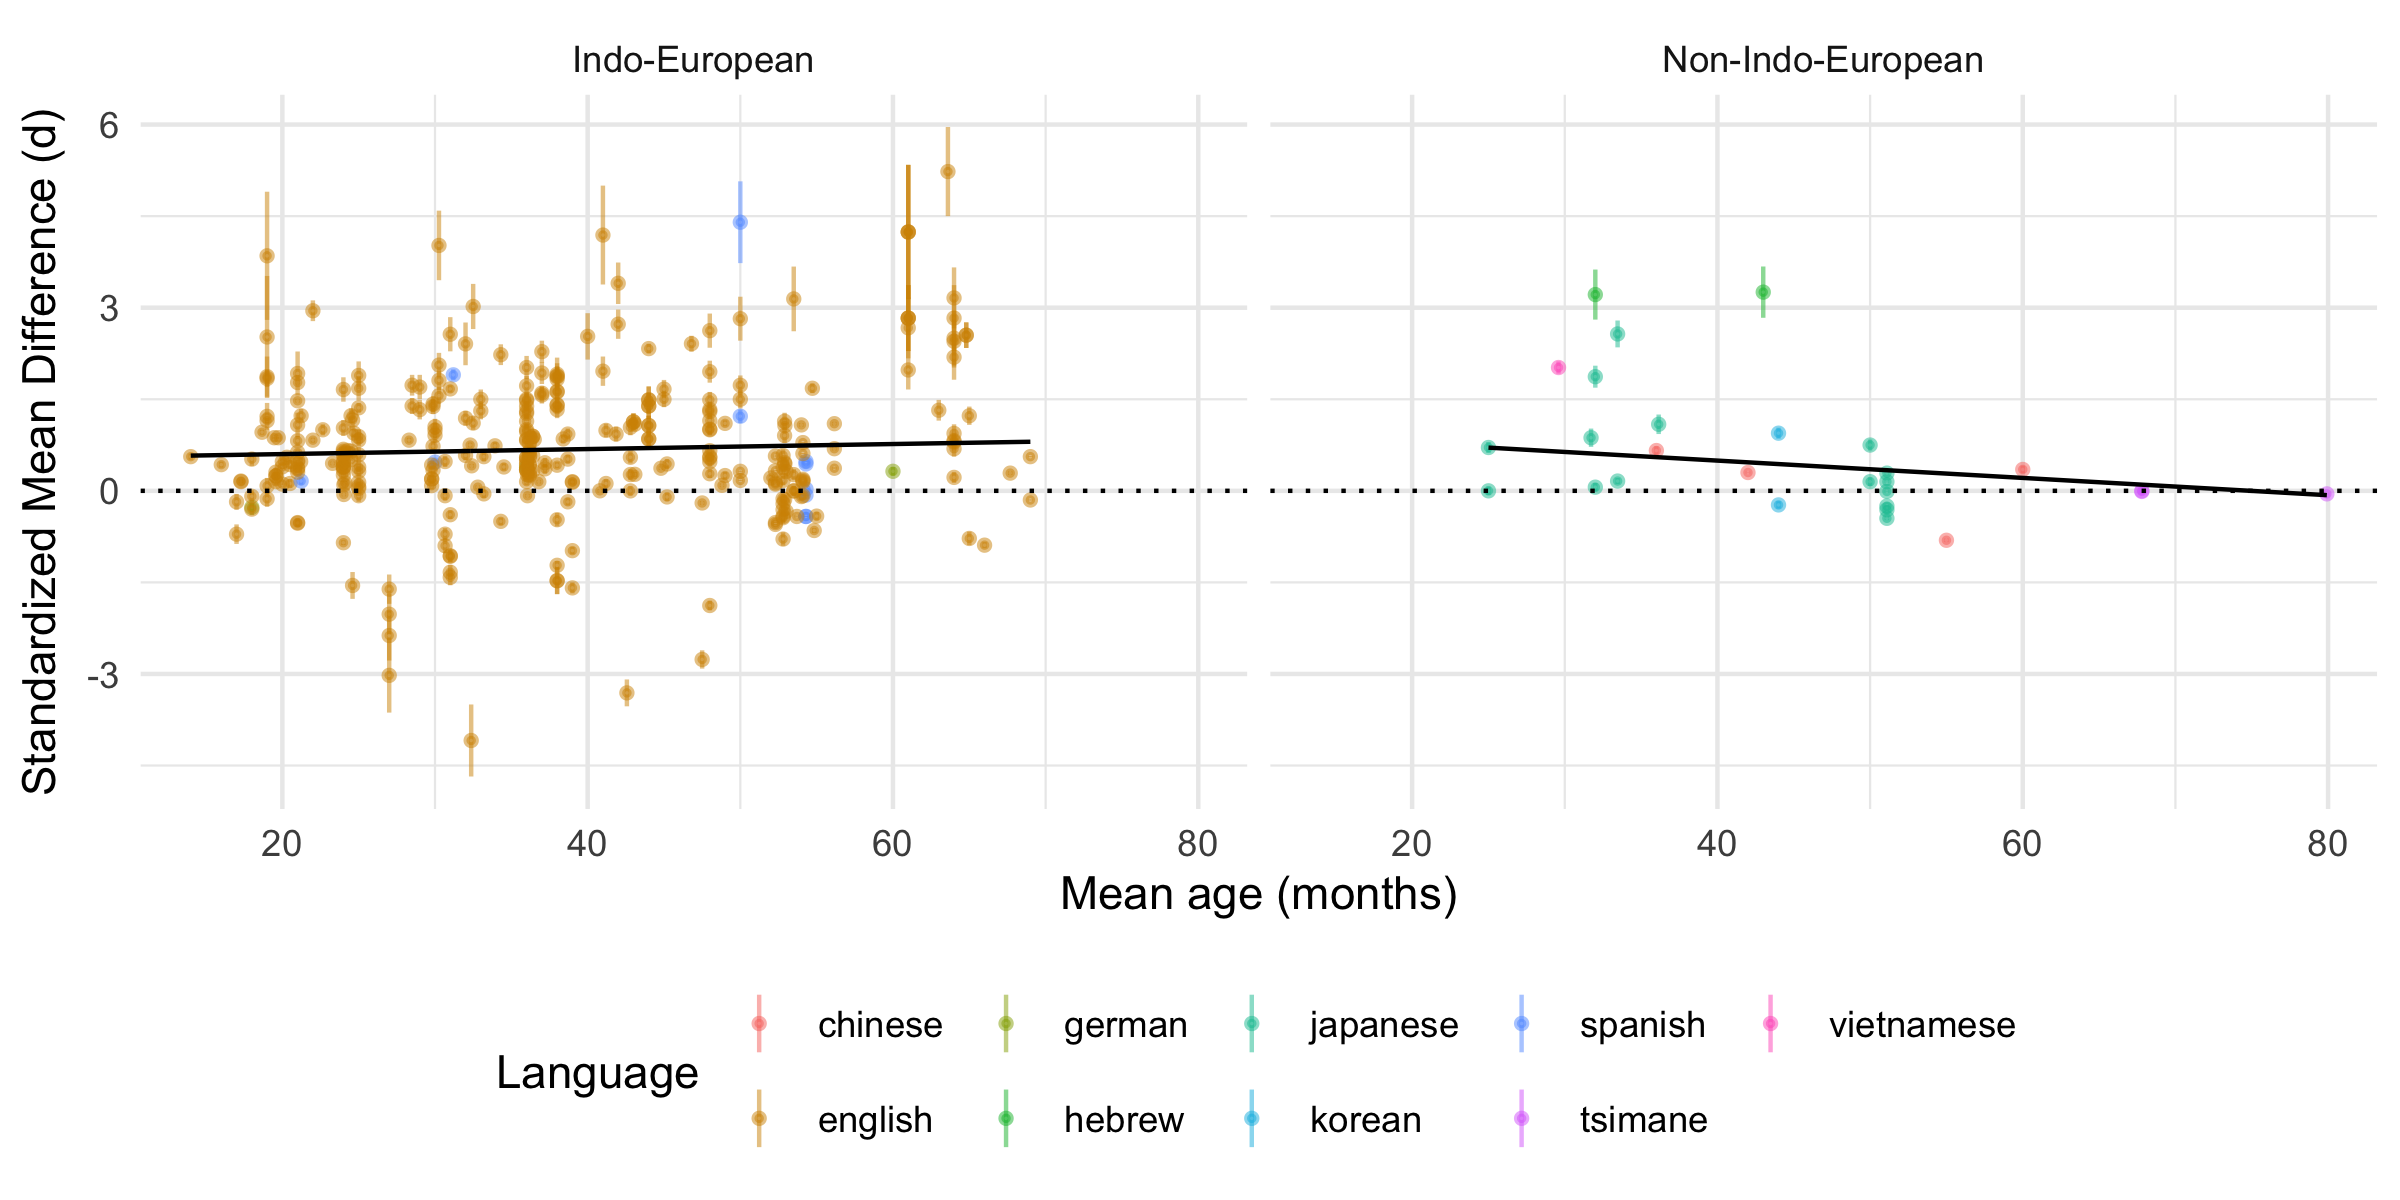 Indo-European
Non-Indo-European
Standardized Mean Difference (d)
6
3
0
-3
20 40 60 80
20 40 60 80
Mean age (months)
Language
chinese german japanese spanish vietnamese
english hebrew korean tsimane